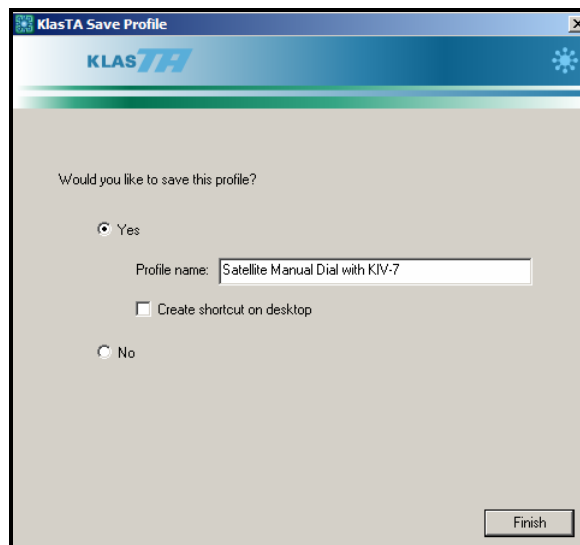 KlasTA Save Profile
KLAS TA
Would you like to save this profile?
Yes
Profile name: Satellite Manual Dial with KIV-7
Create shortcut on desktop
No
Finish